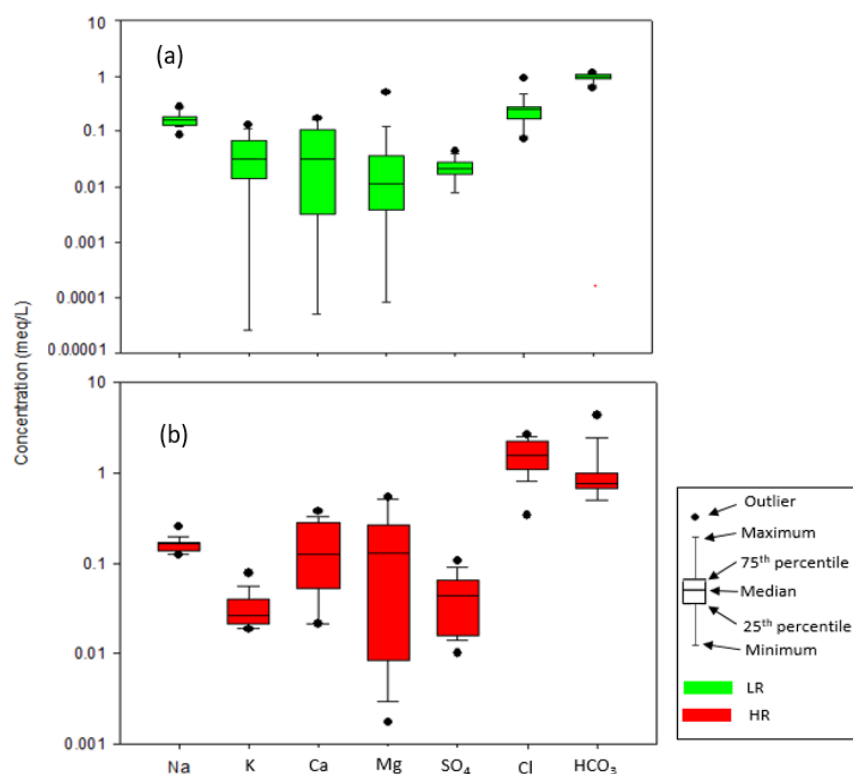 10
(a)
1
0.1
0.01
0.001
0.0001
0.00001
Concentration (meq/L)
10
(b)
1
0.1
0.01
0.001
Na K Ca Mg SO₄ Cl HCO₃
Outlier
Maximum
75th percentile
Median
25th percentile
Minimum
LR
HR